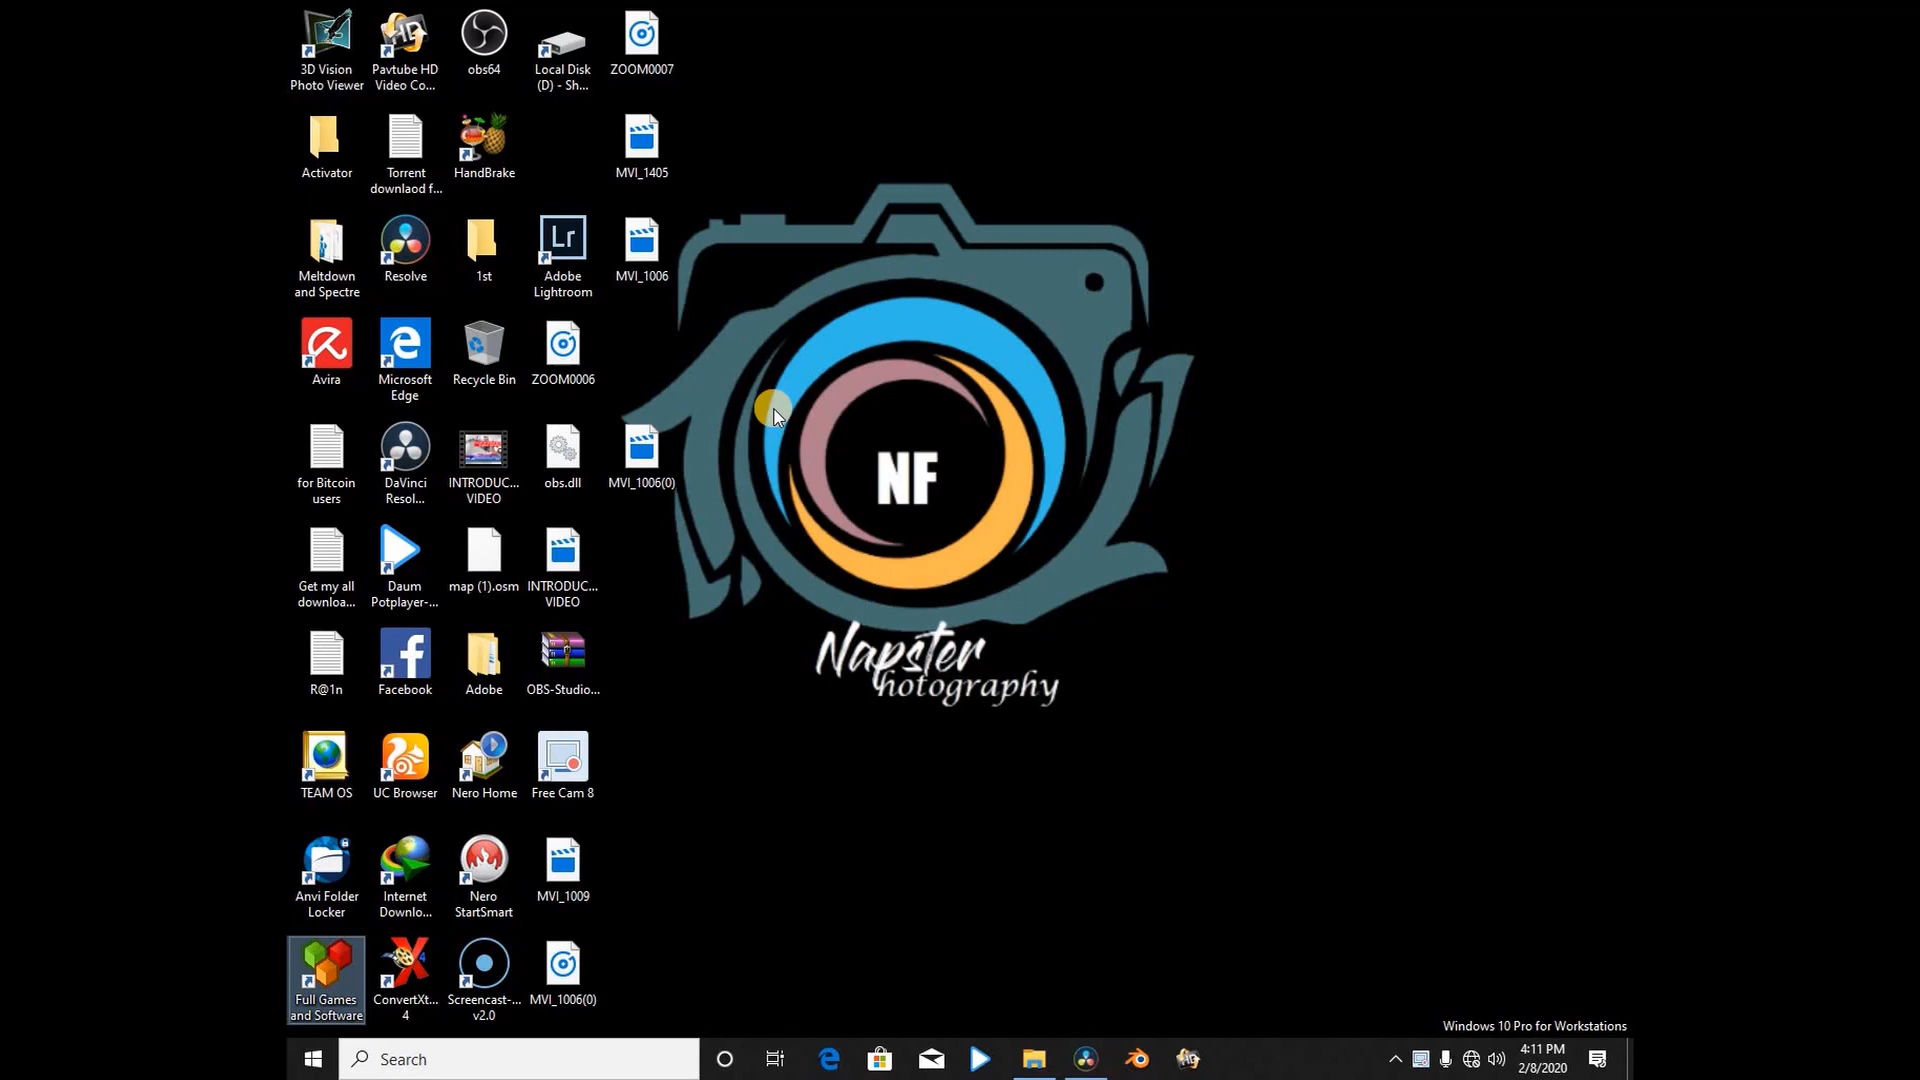 3D Vision
Photo Viewer
Pavtube HD
Video Co...
obs64
Local Disk
(D) - Sh...
ZOOM0007
Activator
Torrent
downlaod f...
HandBrake
MVI_1405
Meltdown
and Spectre
Resolve
1st
Lr
Adobe
Lightroom
MVI_1006
Avira
Microsoft
Edge
Recycle Bin
ZOOM0006
for Bitcoin
users
DaVinci
Resol...
INTRODUC...
VIDEO
obs.dll
MVI_1006(0)
Get my all
downloa...
Daum
Potplayer-...
map (1).osm
INTRODUC...
VIDEO
R@1n
Facebook
Adobe
OBS-Studio...
TEAM OS
UC Browser
Nero Home
Free Cam 8
Anvi Folder
Locker
Internet
Downlo...
Nero
StartSmart
MVI_1009
Full Games
and Software
ConvertXt...
4
Screencast-...
v2.0
MVI_1006(0)
NF
Napster
hotography
Windows 10 Pro for Workstations
Search
4:11 PM
2/8/2020